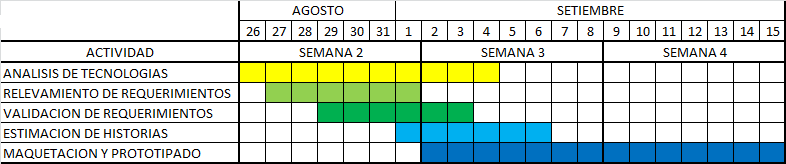 AGOSTO SETIEMBRE
26 27 28 29 30 31 1 2 3 4 5 6 7 8 9 10 11 12 13 14 15
ACTIVIDAD SEMANA 2 SEMANA 3 SEMANA 4
ANALISIS DE TECNOLOGIAS
RELEVAMIENTO DE REQUERIMIENTOS
VALIDACION DE REQUERIMIENTOS
ESTIMACION DE HISTORIAS
MAQUETACION Y PROTOTIPADO